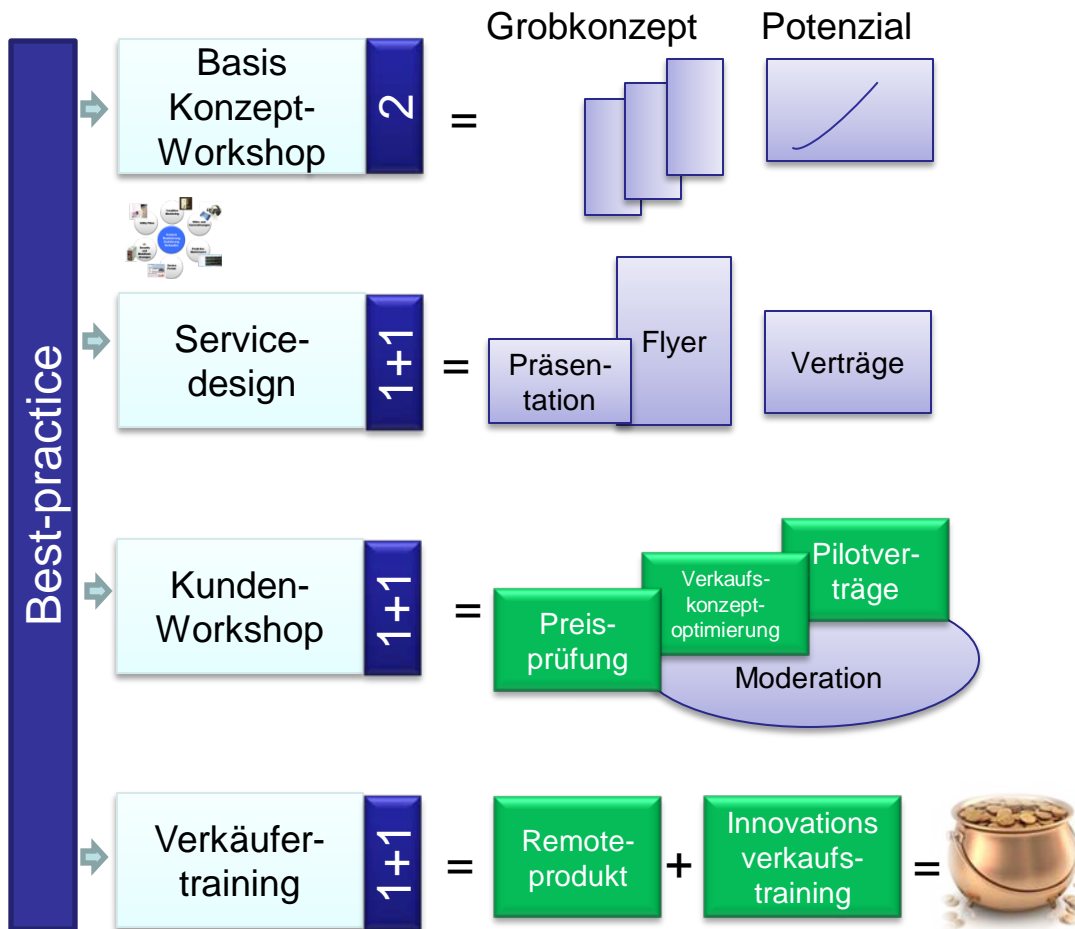 Best-practice
Grobkonzept
Potenzial
Basis
Konzept-
Workshop
2
=
Service-
design
1+1
=
Präsen-
tation
Flyer
Verträge
Kunden-
Workshop
1+1
=
Preis-
prüfung
Verkaufs-
konzept-
optimierung
Pilotver-
träge
Moderation
Verkäufer-
training
1+1
=
Remote-
produkt
+
Innovations
verkaufs-
training
=